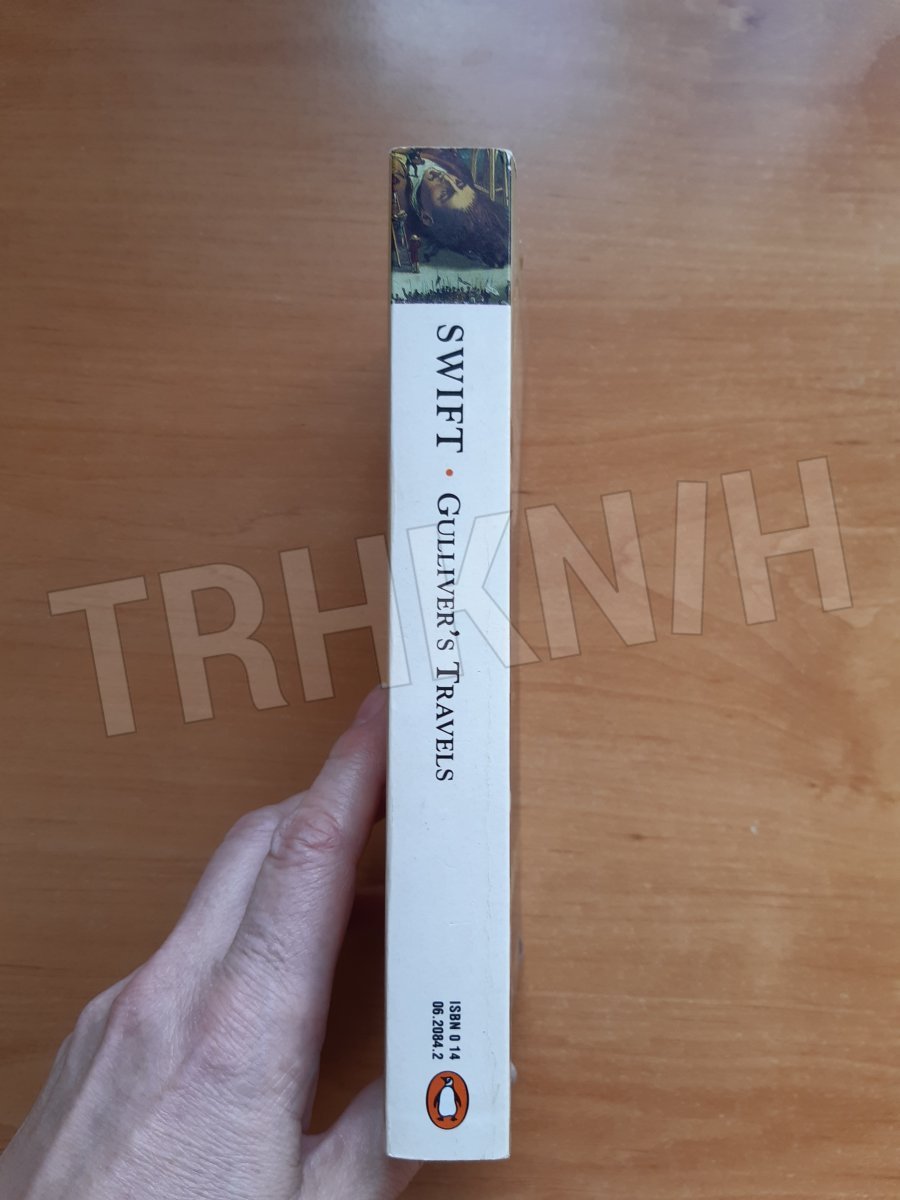 SWIFT • GULLIVER'S TRAVELS
ISBN 0 14
06.2084.2
TRHKNIH